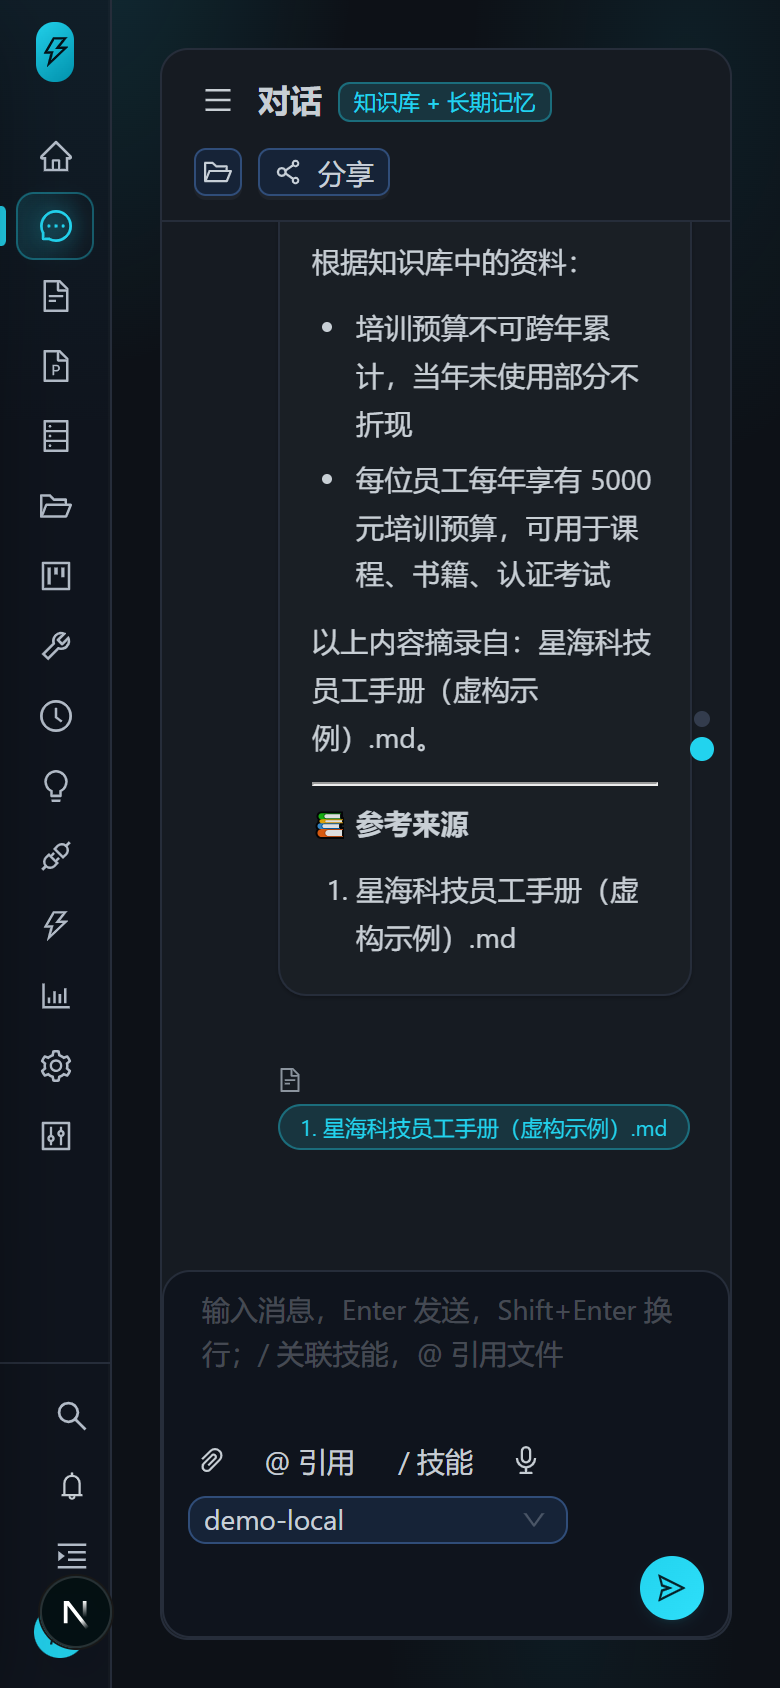 对话
知识库 + 长期记忆
分享
根据知识库中的资料：
培训预算不可跨年累
计，当年未使用部分不
折现
每位员工每年享有 5000
元培训预算，可用于课
程、书籍、认证考试
以上内容摘录自：星海科技
员工手册（虚构示
例）.md。
参考来源
1. 星海科技员工手册（虚
构示例）.md
1. 星海科技员工手册（虚构示例）.md
输入消息，Enter 发送，Shift+Enter 换
行；/ 关联技能，@ 引用文件
@ 引用 / 技能
demo-local
N